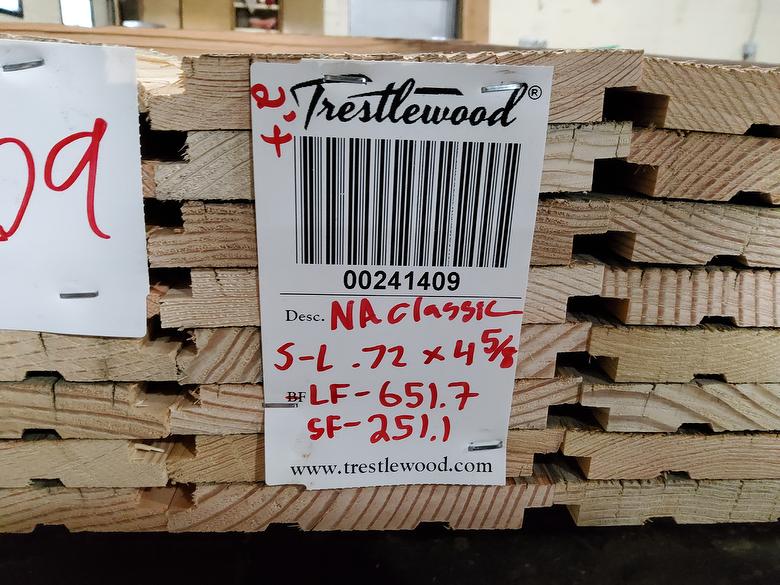 09
Trestlewood®
00241409
Desc. NA Classic
S-L .72 x 4 5/8
BF LF-651.7
SF-251.1
www.trestlewood.com